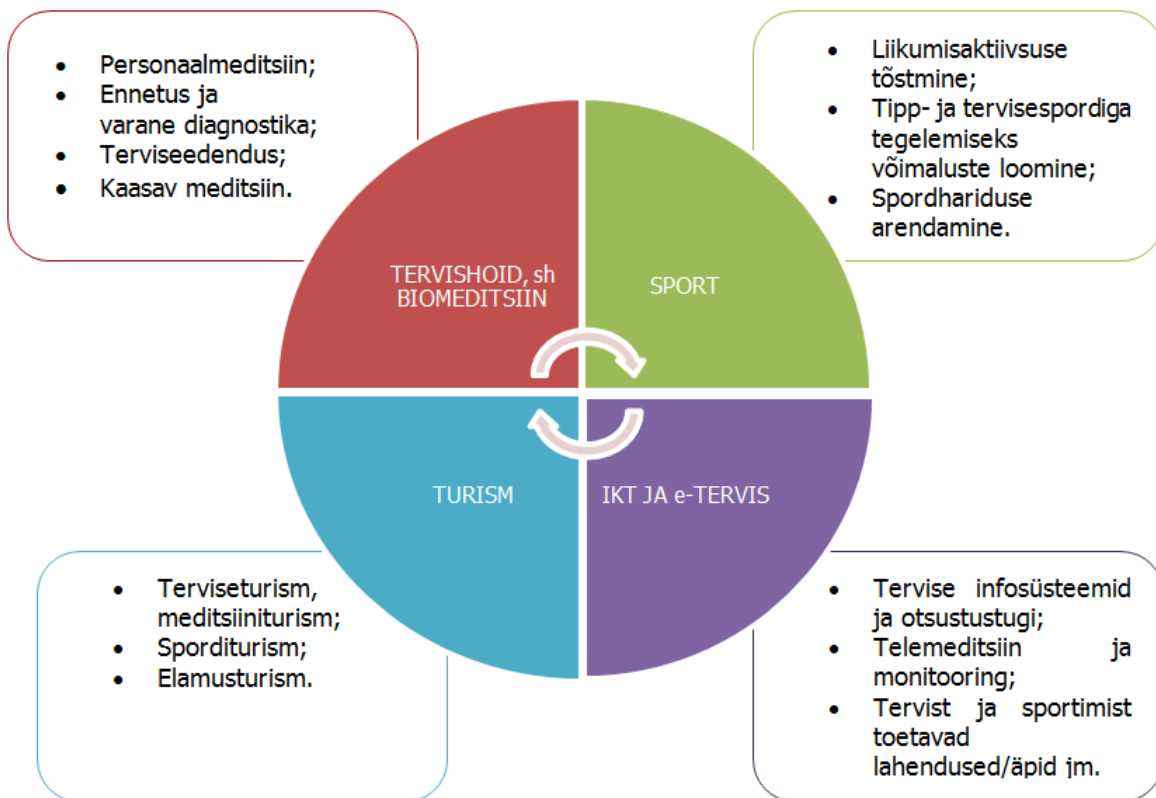 • Personaalmeditsiin;
• Ennetus ja
varane diagnostika;
• Terviseedendus;
• Kaasav meditsiin.
• Liikumisaktiivsuse
tõstmine;
• Tipp- ja tervisespordiga
tegelemiseks
võimaluste loomine;
• Spordhariduse
arendamine.
TERVISHOID, sh
BIOMEDITSIIN
SPORT
TURISM
IKT JA e-TERVIS
• Terviseturism,
meditsiiniturism;
• Sporditurism;
• Elamusturism.
• Tervise infosüsteemid
ja otsustustugi;
• Telemeditsiin ja
monitooring;
• Tervist ja sportimist
toetavad
lahendused/äpid jm.